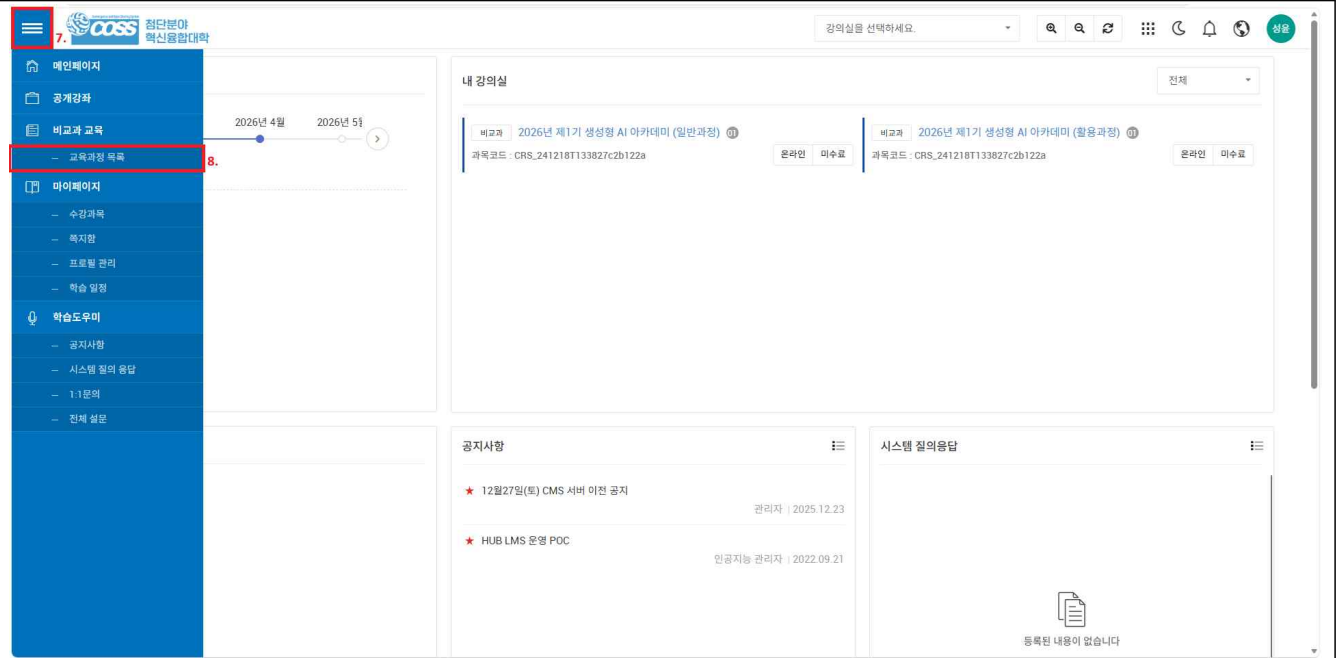 7.
COSS 첨단분야
혁신융합대학
강의실을 선택하세요.
성윤
메인페이지
공개강좌
비교과 교육
– 교육과정 목록
8.
마이페이지
– 수강과목
– 쪽지함
– 프로필 관리
– 학습 일정
학습도우미
– 공지사항
– 시스템 질의 응답
– 1:1문의
– 전체 설문
2026년 4월 2026년 5월
내 강의실
전체
비교과 2026년 제1기 생성형 AI 아카데미 (일반과정) 01
과목코드 : CRS_241218T133827c2b122a 온라인 미수료
비교과 2026년 제1기 생성형 AI 아카데미 (활용과정) 01
과목코드 : CRS_241218T133827c2b122a 온라인 미수료
공지사항
★ 12월27일(토) CMS 서버 이전 공지
관리자 | 2025.12.23
★ HUB LMS 운영 POC
인공지능 관리자 | 2022.09.21
시스템 질의응답
등록된 내용이 없습니다